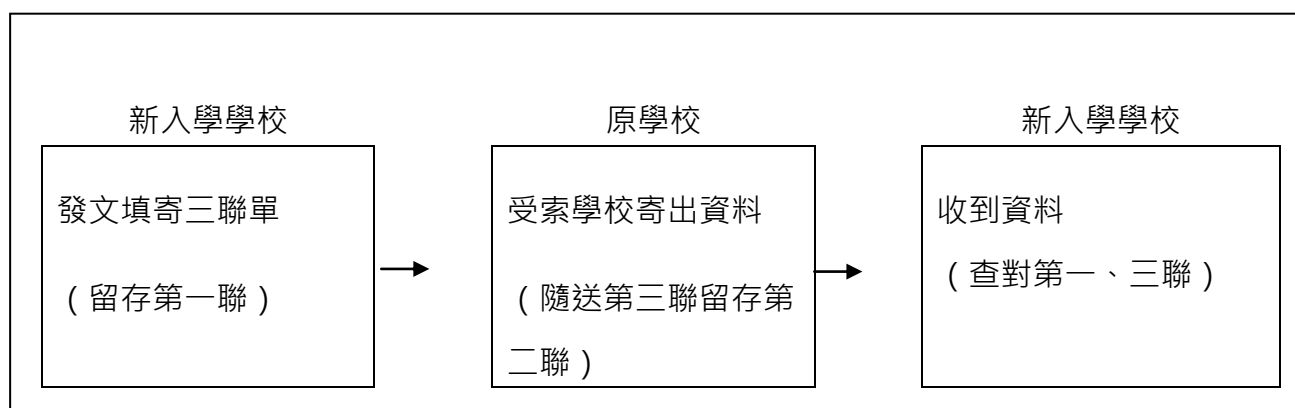 新入學學校
發文填寄三聯單
(留存第一聯)
原學校
受索學校寄出資料
(隨送第三聯留存第
二聯)
新入學學校
收到資料
(查對第一、三聯)